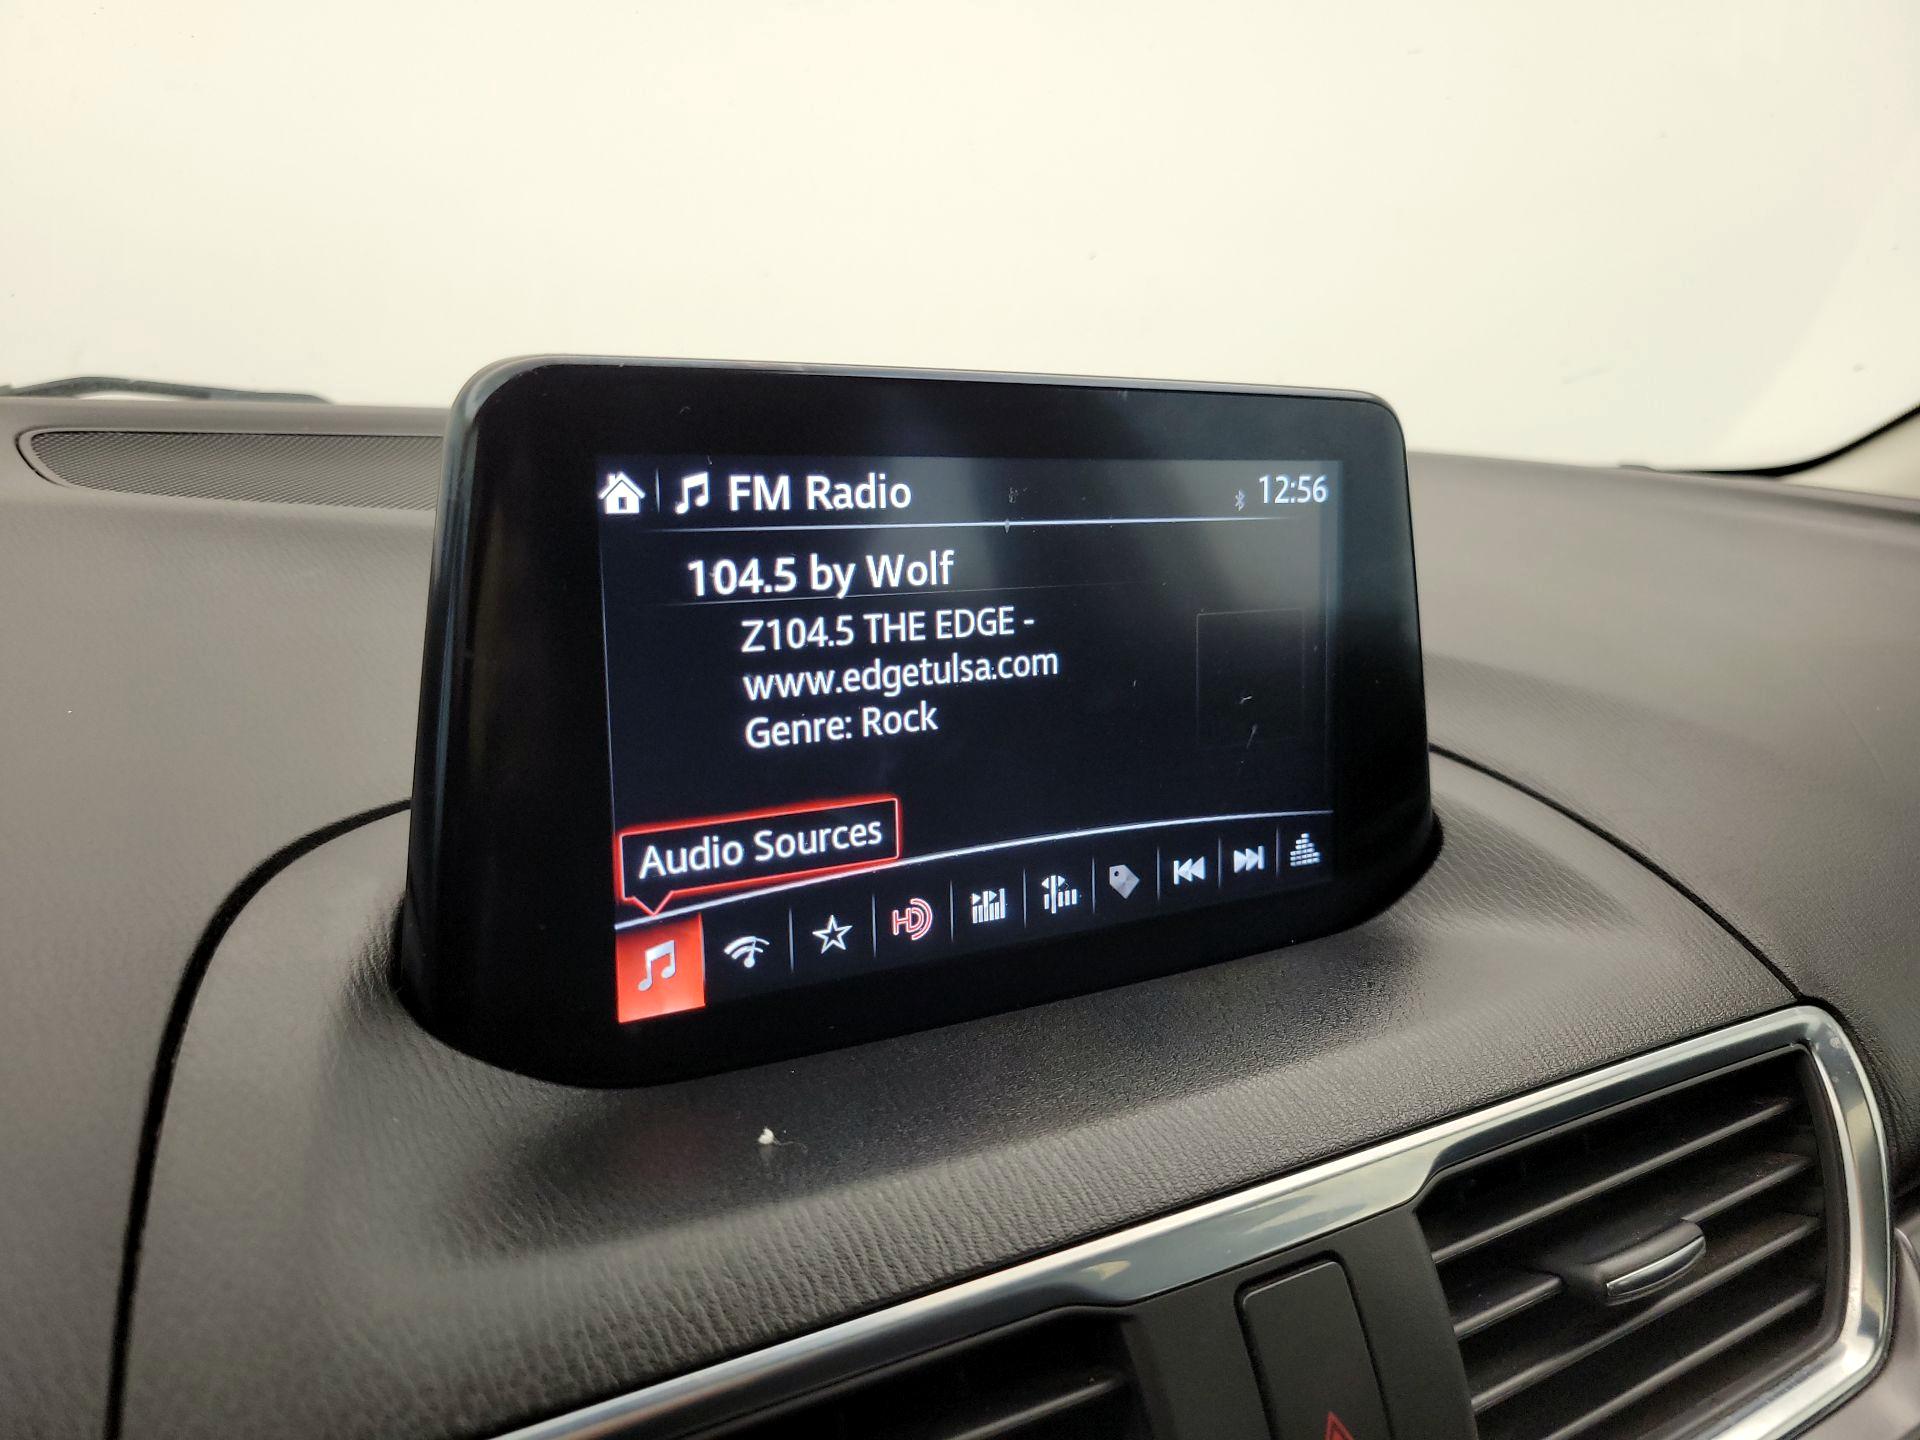 FM Radio
12:56
104.5 by Wolf
Z104.5 THE EDGE -
www.edgetulsa.com
Genre: Rock
Audio Sources
HD